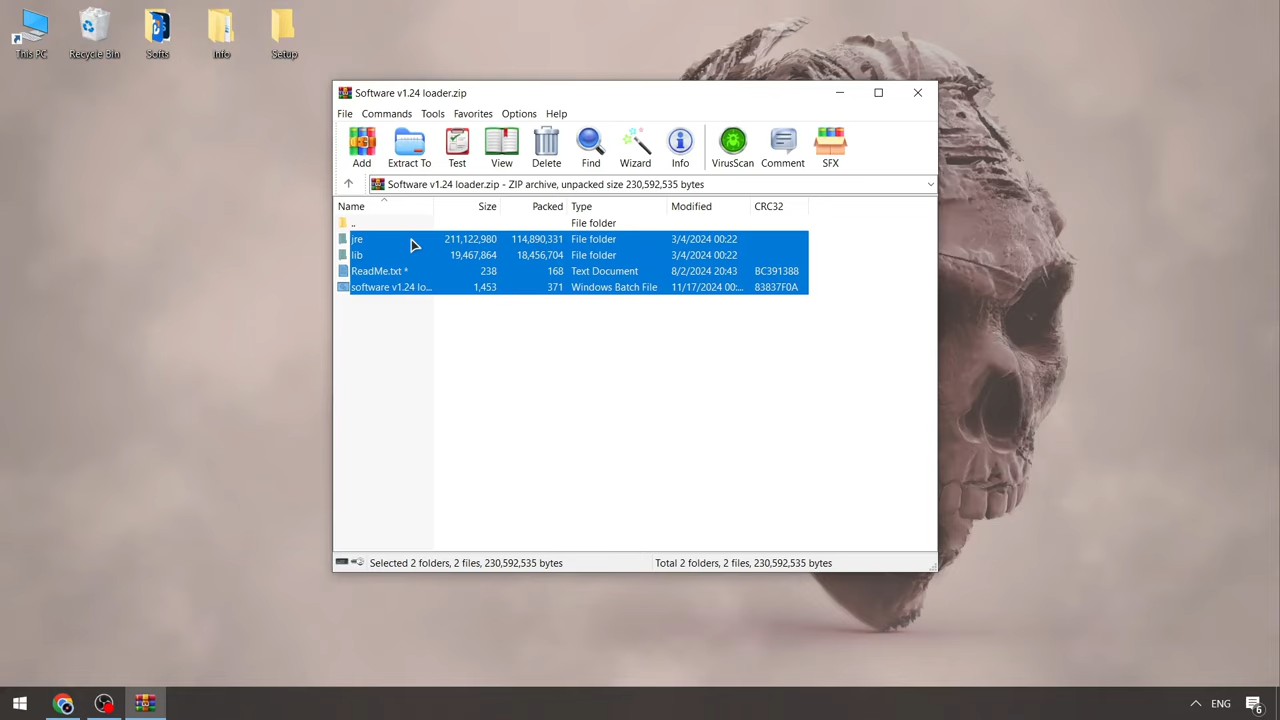 This PC
Recycle Bin
Softs
Info
Setup
Software v1.24 loader.zip
File Commands Tools Favorites Options Help
Add Extract To Test View Delete Find Wizard Info VirusScan Comment SFX
Software v1.24 loader.zip - ZIP archive, unpacked size 230,592,535 bytes
Name Size Packed Type Modified CRC32
.. File folder
jre 211,122,980 114,890,331 File folder 3/4/2024 00:22
lib 19,467,864 18,456,704 File folder 3/4/2024 00:22
ReadMe.txt * 238 168 Text Document 8/2/2024 20:43 BC391388
software v1.24 lo... 1,453 371 Windows Batch File 11/17/2024 00:... 83837F0A
Selected 2 folders, 2 files, 230,592,535 bytes
Total 2 folders, 2 files, 230,592,535 bytes
ENG
6